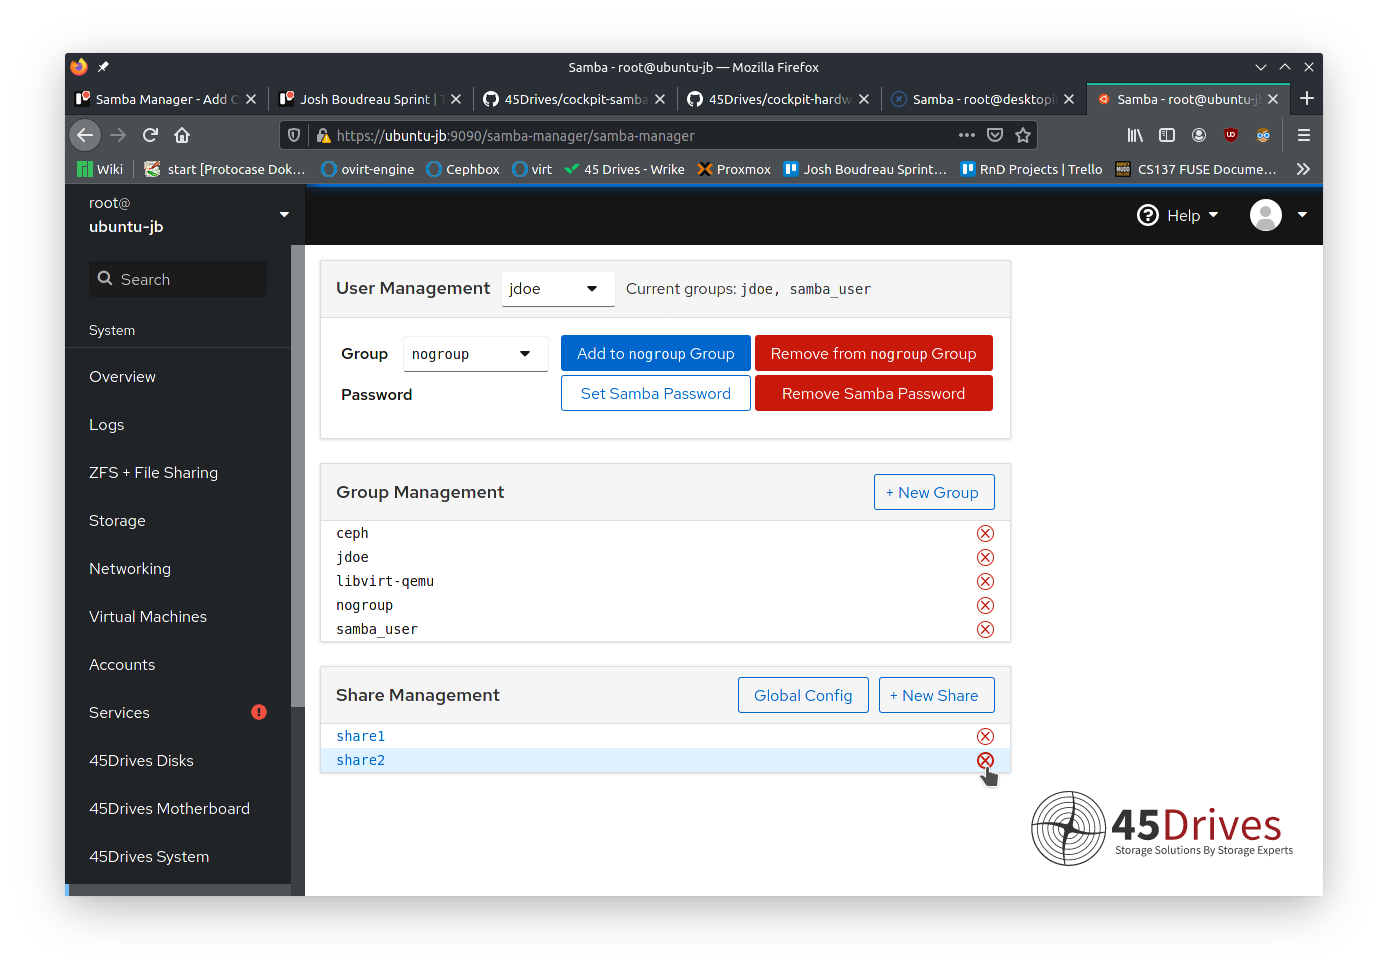 Samba - root@ubuntu-jb — Mozilla Firefox
Samba Manager - Add C
Josh Boudreau Sprint | T
45Drives/cockpit-samba
45Drives/cockpit-hardw
Samba - root@desktopi
Samba - root@ubuntu-j
https://ubuntu-jb:9090/samba-manager/samba-manager
Wiki
start [Protocase Dok...
ovirt-engine
Cephbox
virt
45 Drives - Wrike
Proxmox
Josh Boudreau Sprint...
RnD Projects | Trello
CS137 FUSE Docume...
root@
ubuntu-jb
Help
Search
System
Overview
Logs
ZFS + File Sharing
Storage
Networking
Virtual Machines
Accounts
Services
45Drives Disks
45Drives Motherboard
45Drives System
User Management
jdoe
Current groups: jdoe, samba_user
Group
nogroup
Add to nogroup Group
Remove from nogroup Group
Password
Set Samba Password
Remove Samba Password
Group Management
+ New Group
ceph
jdoe
libvirt-qemu
nogroup
samba_user
Share Management
Global Config
+ New Share
share1
share2
45Drives
Storage Solutions By Storage Experts